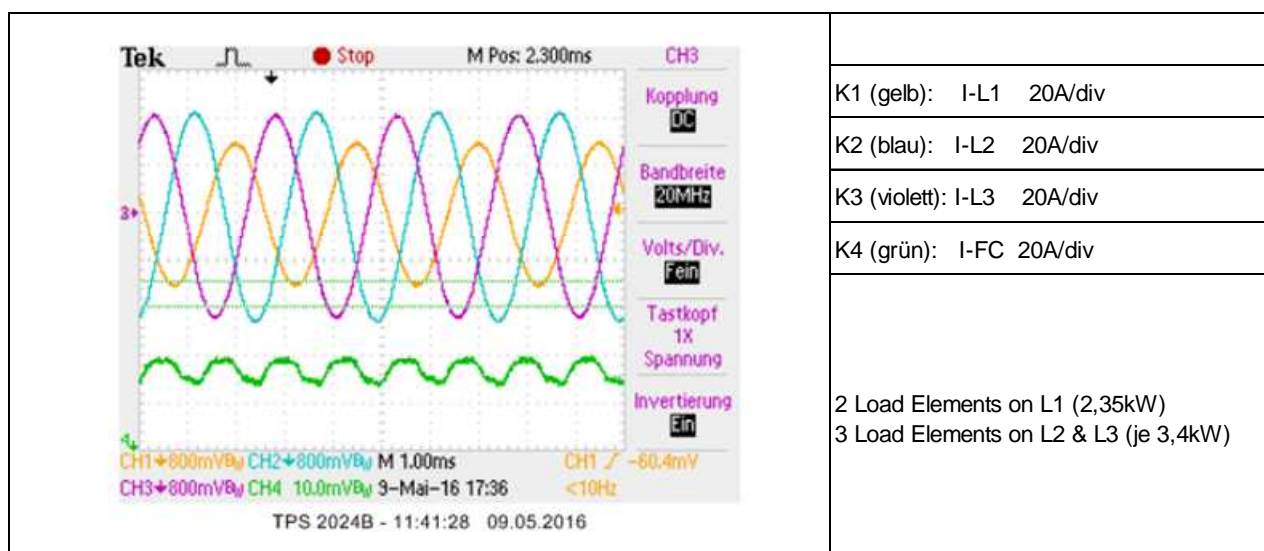 Tek Stop M Pos: 2.300ms CH3
Kopplung
DC
Bandbreite
20MHz
3
Volts/Div.
Fein
Tastkopf
1X
Spannung
Invertierung
Ein
4
CH1 800mVBW CH2 800mVBW M 1.00ms CH1 -60.4mV
CH3 800mVBW CH4 10.0mVBW 9-Mai-16 17:36 <10Hz
TPS 2024B - 11:41:28 09.05.2016
K1 (gelb): I-L1 20A/div
K2 (blau): I-L2 20A/div
K3 (violett): I-L3 20A/div
K4 (grün): I-FC 20A/div
2 Load Elements on L1 (2,35kW)
3 Load Elements on L2 & L3 (je 3,4kW)